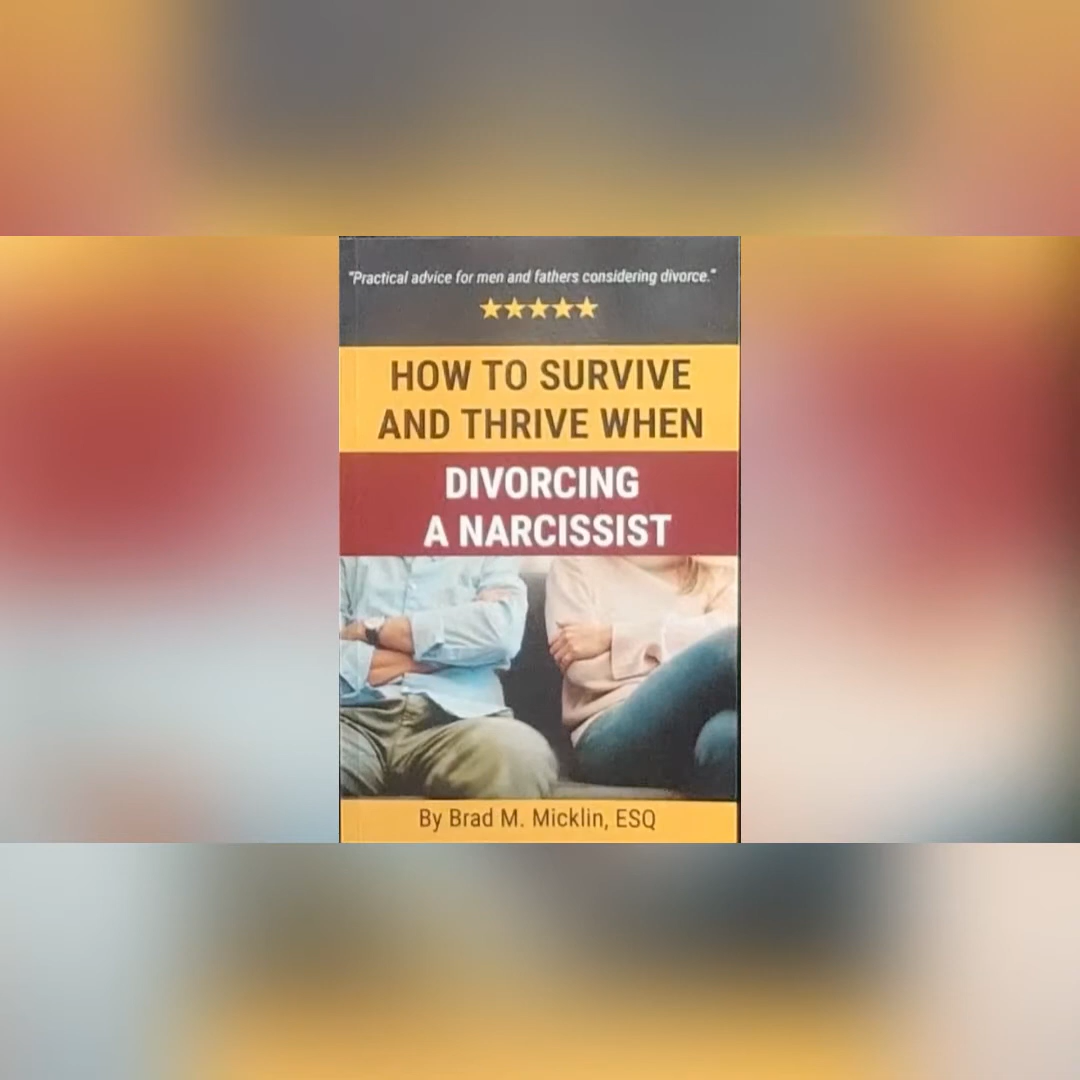 "Practical advice for men and fathers considering divorce."
HOW TO SURVIVE
AND THRIVE WHEN
DIVORCING
A NARCISSIST
By Brad M. Micklin, ESQ